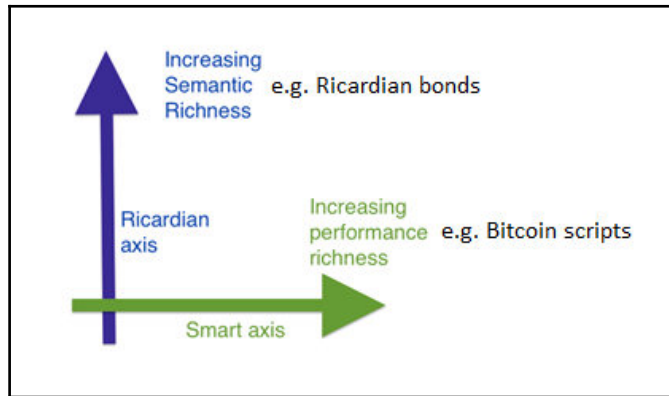 Increasing
Semantic
Richness
e.g. Ricardian bonds
Ricardian
axis
Increasing
performance
richness
e.g. Bitcoin scripts
Smart axis